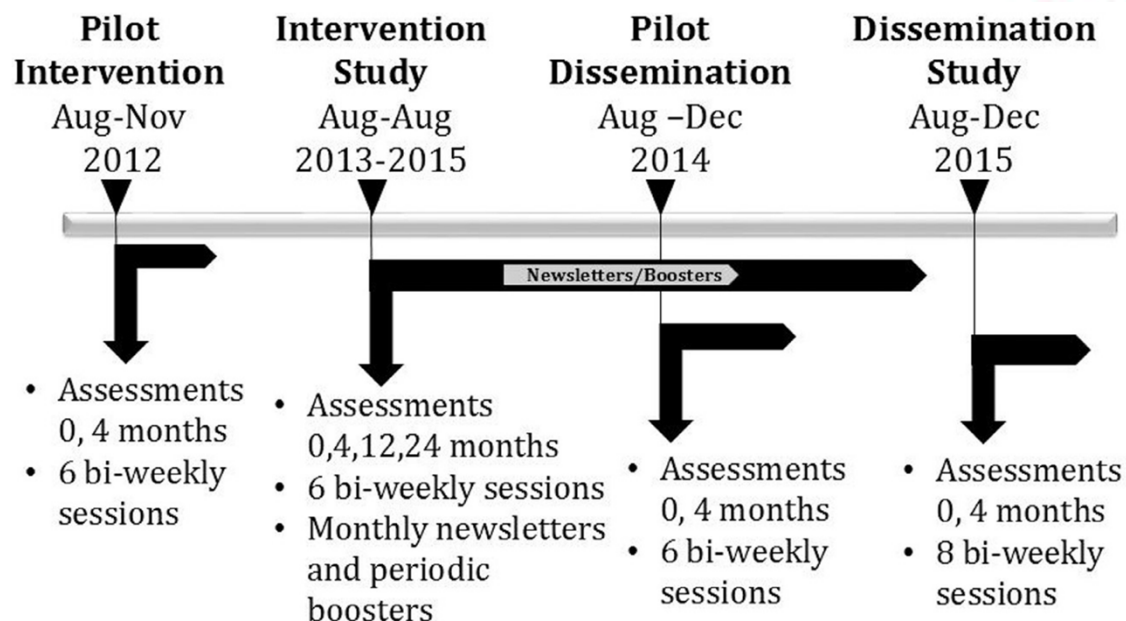 Pilot
Intervention
Aug-Nov
2012
Intervention
Study
Aug-Aug
2013-2015
Pilot
Dissemination
Aug –Dec
2014
Dissemination
Study
Aug-Dec
2015
Newsletters/Boosters
• Assessments
0, 4 months
• 6 bi-weekly
sessions
• Assessments
0,4,12,24 months
• 6 bi-weekly sessions
• Monthly newsletters
and periodic
boosters
• Assessments
0, 4 months
• 6 bi-weekly
sessions
• Assessments
0, 4 months
• 8 bi-weekly
sessions